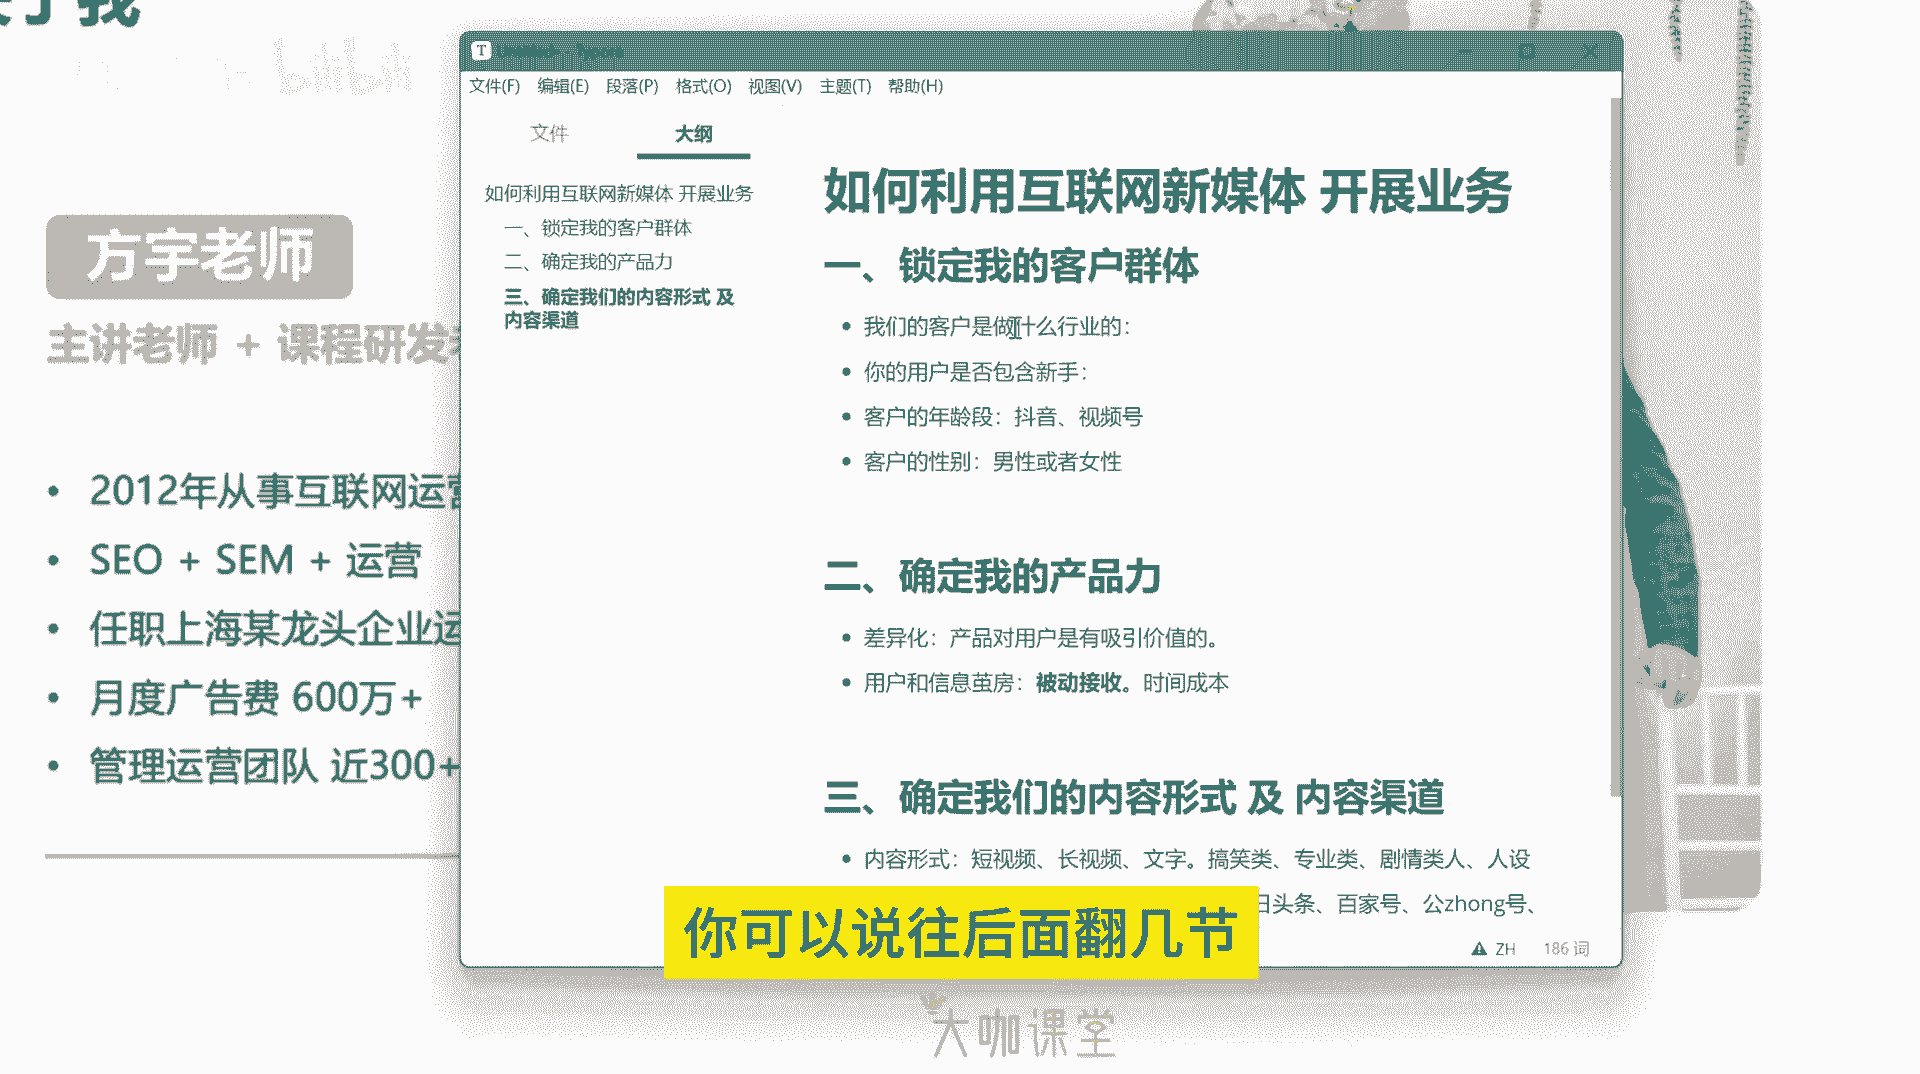 bilibili
方宇老师
主讲老师 + 课程研发
2012年从事互联网运营
SEO + SEM + 运营
任职上海某龙头企业运
月度广告费 600万+
管理运营团队 近300+
文件(F) 编辑(E) 段落(P) 格式(O) 视图(V) 主题(T) 帮助(H)
文件 大纲
如何利用互联网新媒体 开展业务
一、锁定我的客户群体
二、确定我的产品力
三、确定我们的内容形式 及
内容渠道
如何利用互联网新媒体 开展业务
一、锁定我的客户群体
我们的客户是做什么行业的：
你的用户是否包含新手：
客户的年龄段：抖音、视频号
客户的性别：男性或者女性
二、确定我的产品力
差异化：产品对用户是有吸引价值的。
用户和信息茧房：被动接收。时间成本
三、确定我们的内容形式 及 内容渠道
内容形式：短视频、长视频、文字。搞笑类、专业类、剧情类人、人设
日头条、百家号、公zhong号、
ZH 186 词
你可以说往后面翻几节
大咖课堂